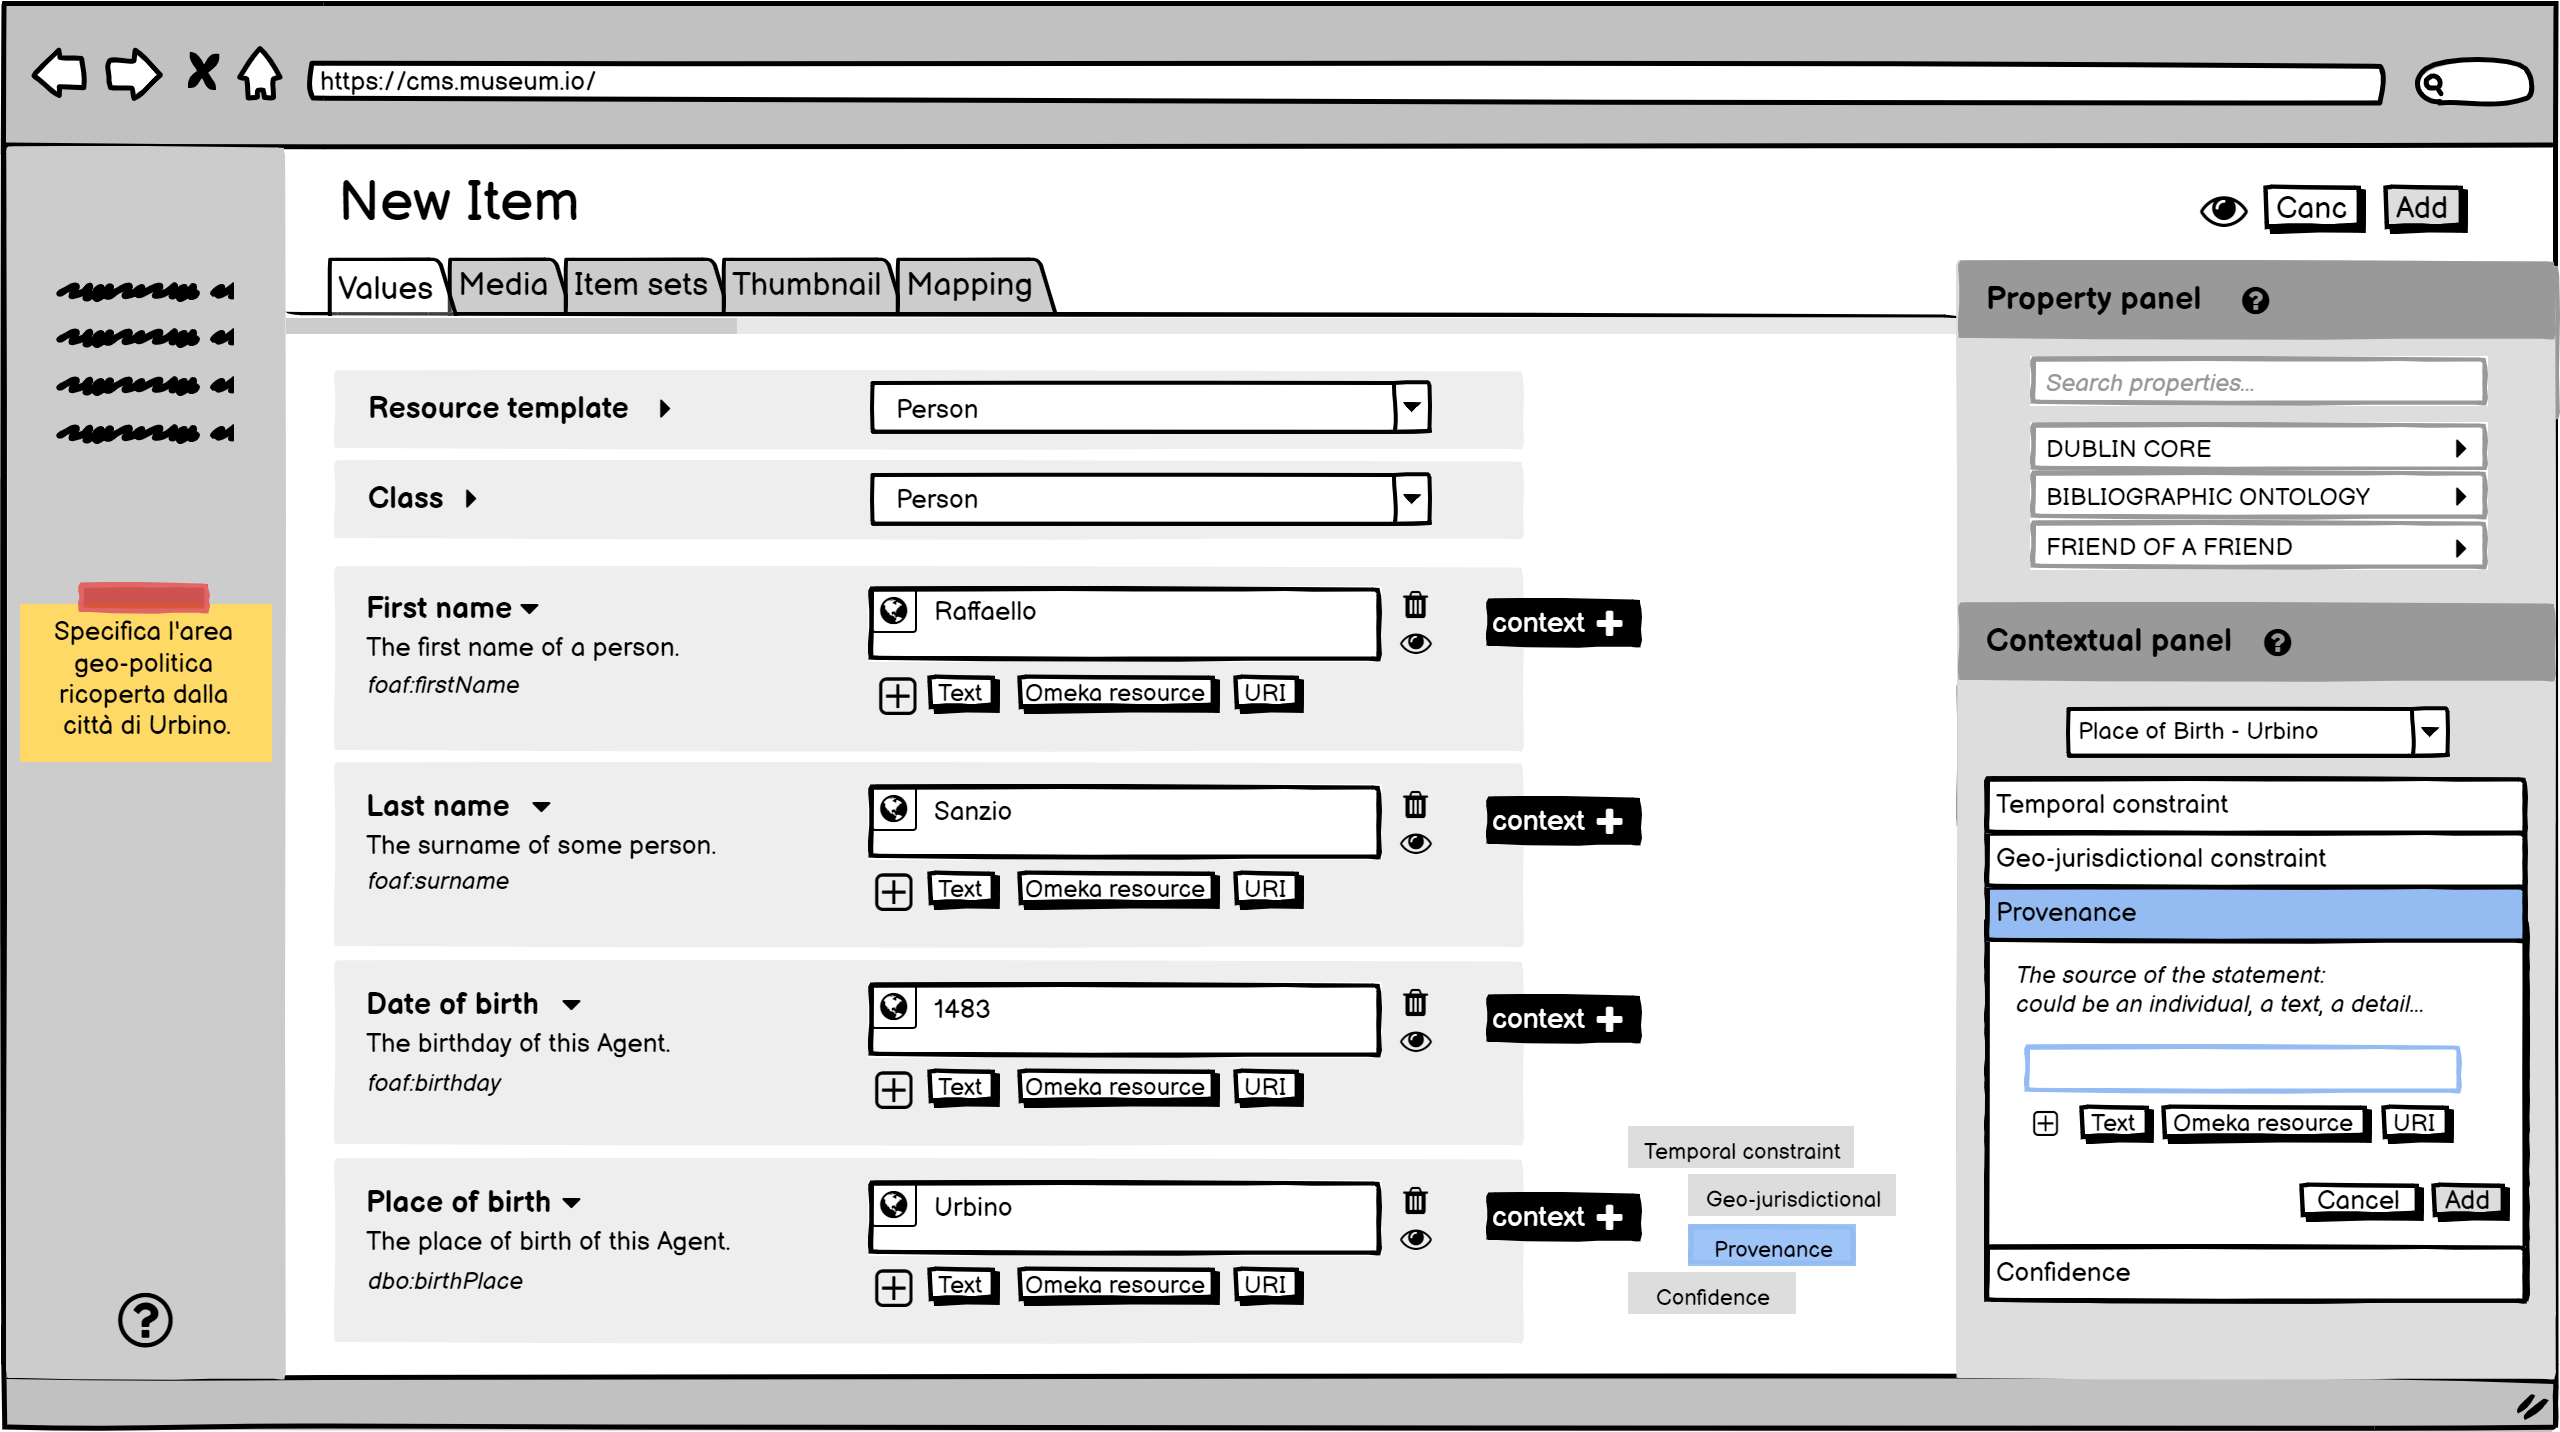 https://cms.museum.io/
New Item
Canc
Add
Values
Media
Item sets
Thumbnail
Mapping
Resource template
Person
Class
Person
First name
The first name of a person.
foaf:firstName
Raffaello
Text
Omeka resource
URI
context
Last name
The surname of some person.
foaf:surname
Sanzio
Text
Omeka resource
URI
context
Date of birth
The birthday of this Agent.
foaf:birthday
1483
Text
Omeka resource
URI
context
Place of birth
The place of birth of this Agent.
dbo:birthPlace
Urbino
Text
Omeka resource
URI
context
Temporal constraint
Geo-jurisdictional
Provenance
Confidence
Specifica l'area
geo-politica
ricoperta dalla
città di Urbino.
Property panel
Search properties...
DUBLIN CORE
BIBLIOGRAPHIC ONTOLOGY
FRIEND OF A FRIEND
Contextual panel
Place of Birth - Urbino
Temporal constraint
Geo-jurisdictional constraint
Provenance
The source of the statement:
could be an individual, a text, a detail...
Text
Omeka resource
URI
Cancel
Add
Confidence